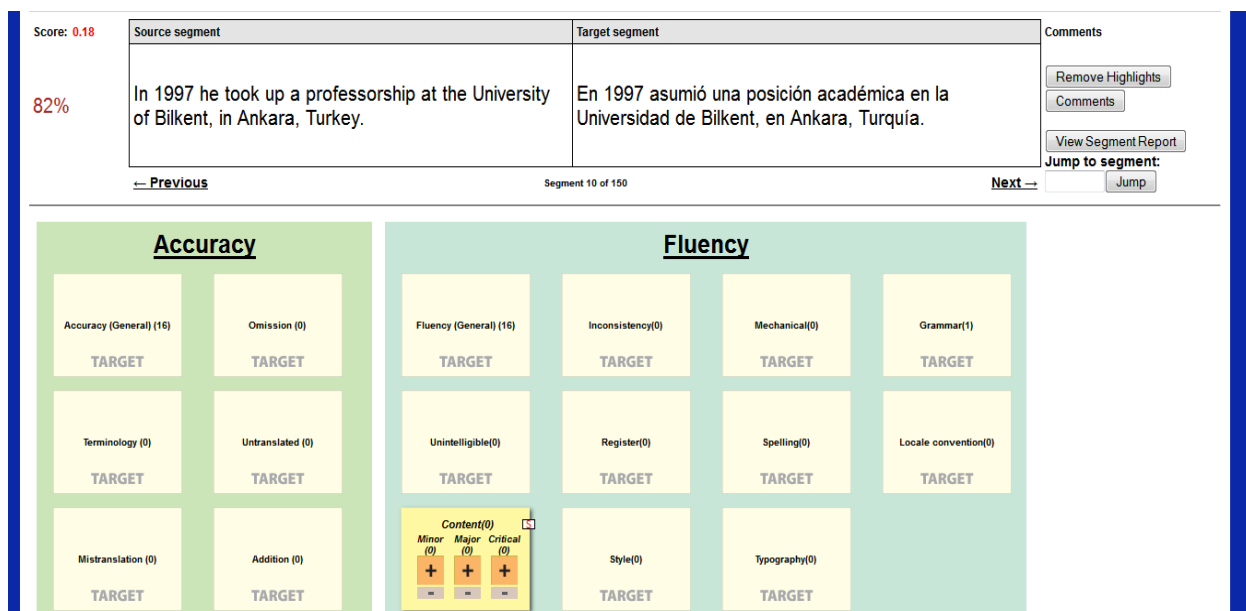 Score: 0.18
Source segment
Target segment
Comments
82%
In 1997 he took up a professorship at the University
of Bilkent, in Ankara, Turkey.
En 1997 asumió una posición académica en la
Universidad de Bilkent, en Ankara, Turquía.
Remove Highlights
Comments
View Segment Report
Jump to segment:
Jump
← Previous
Segment 10 of 150
Next →
Accuracy
Fluency
Accuracy (General) (16)
TARGET
Omission (0)
TARGET
Fluency (General) (16)
TARGET
Inconsistency(0)
TARGET
Mechanical(0)
TARGET
Grammar(1)
TARGET
Terminology (0)
TARGET
Untranslated (0)
TARGET
Unintelligible(0)
TARGET
Register(0)
TARGET
Spelling(0)
TARGET
Locale convention(0)
TARGET
Mistranslation (0)
TARGET
Addition (0)
TARGET
Content(0) S
Minor Major Critical
(0) (0) (0)
+ + +
- - -
Style(0)
TARGET
Typography(0)
TARGET